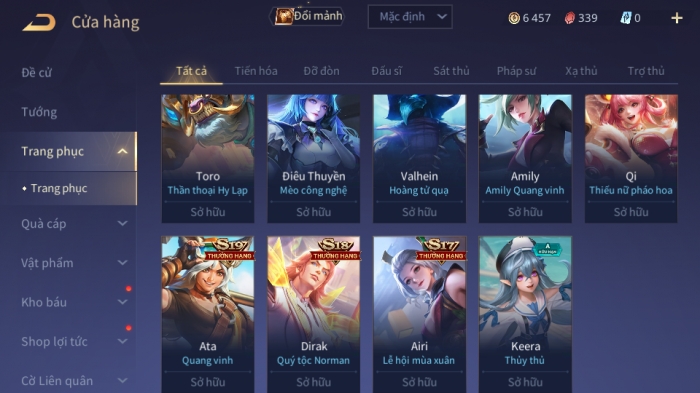 Cửa hàng
Đổi mảnh
Mặc định
6 457
339
0
Đề cử
Tướng
Trang phục
Trang phục
Quà cáp
Vật phẩm
Kho báu
Shop lợi tức
Cờ Liên quân
Tất cả
Tiến hóa
Đỡ đòn
Đấu sĩ
Sát thủ
Pháp sư
Xạ thủ
Trợ thủ
Toro
Thần thoại Hy Lạp
Sở hữu
Điêu Thuyền
Mèo công nghệ
Sở hữu
Valhein
Hoàng tử quạ
Sở hữu
Amily
Amily Quang vinh
Sở hữu
Qi
Thiếu nữ pháo hoa
Sở hữu
S19
THƯỞNG HẠNG
Ata
Quang vinh
Sở hữu
S18
THƯỞNG HẠNG
Dirak
Quý tộc Norman
Sở hữu
S17
THƯỞNG HẠNG
Airi
Lễ hội mùa xuân
Sở hữu
A
HỮU HẠN
Keera
Thủy thủ
Sở hữu